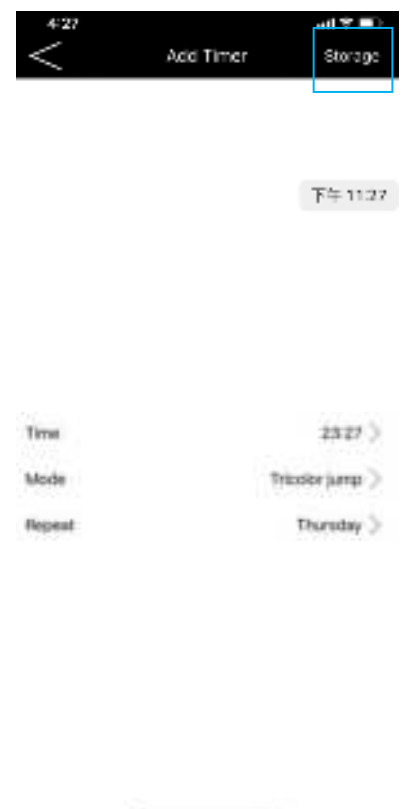 4:27
Add Timer Storage
下午 11:27
Time 23:27
Mode Tricolor jump
Repeat Thursday